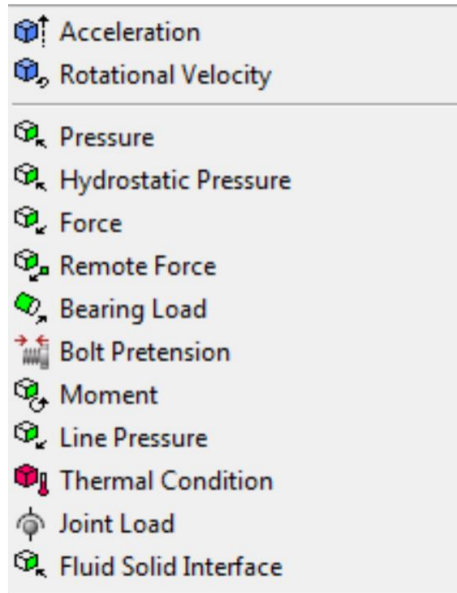 Acceleration
Rotational Velocity
Pressure
Hydrostatic Pressure
Force
Remote Force
Bearing Load
Bolt Pretension
Moment
Line Pressure
Thermal Condition
Joint Load
Fluid Solid Interface